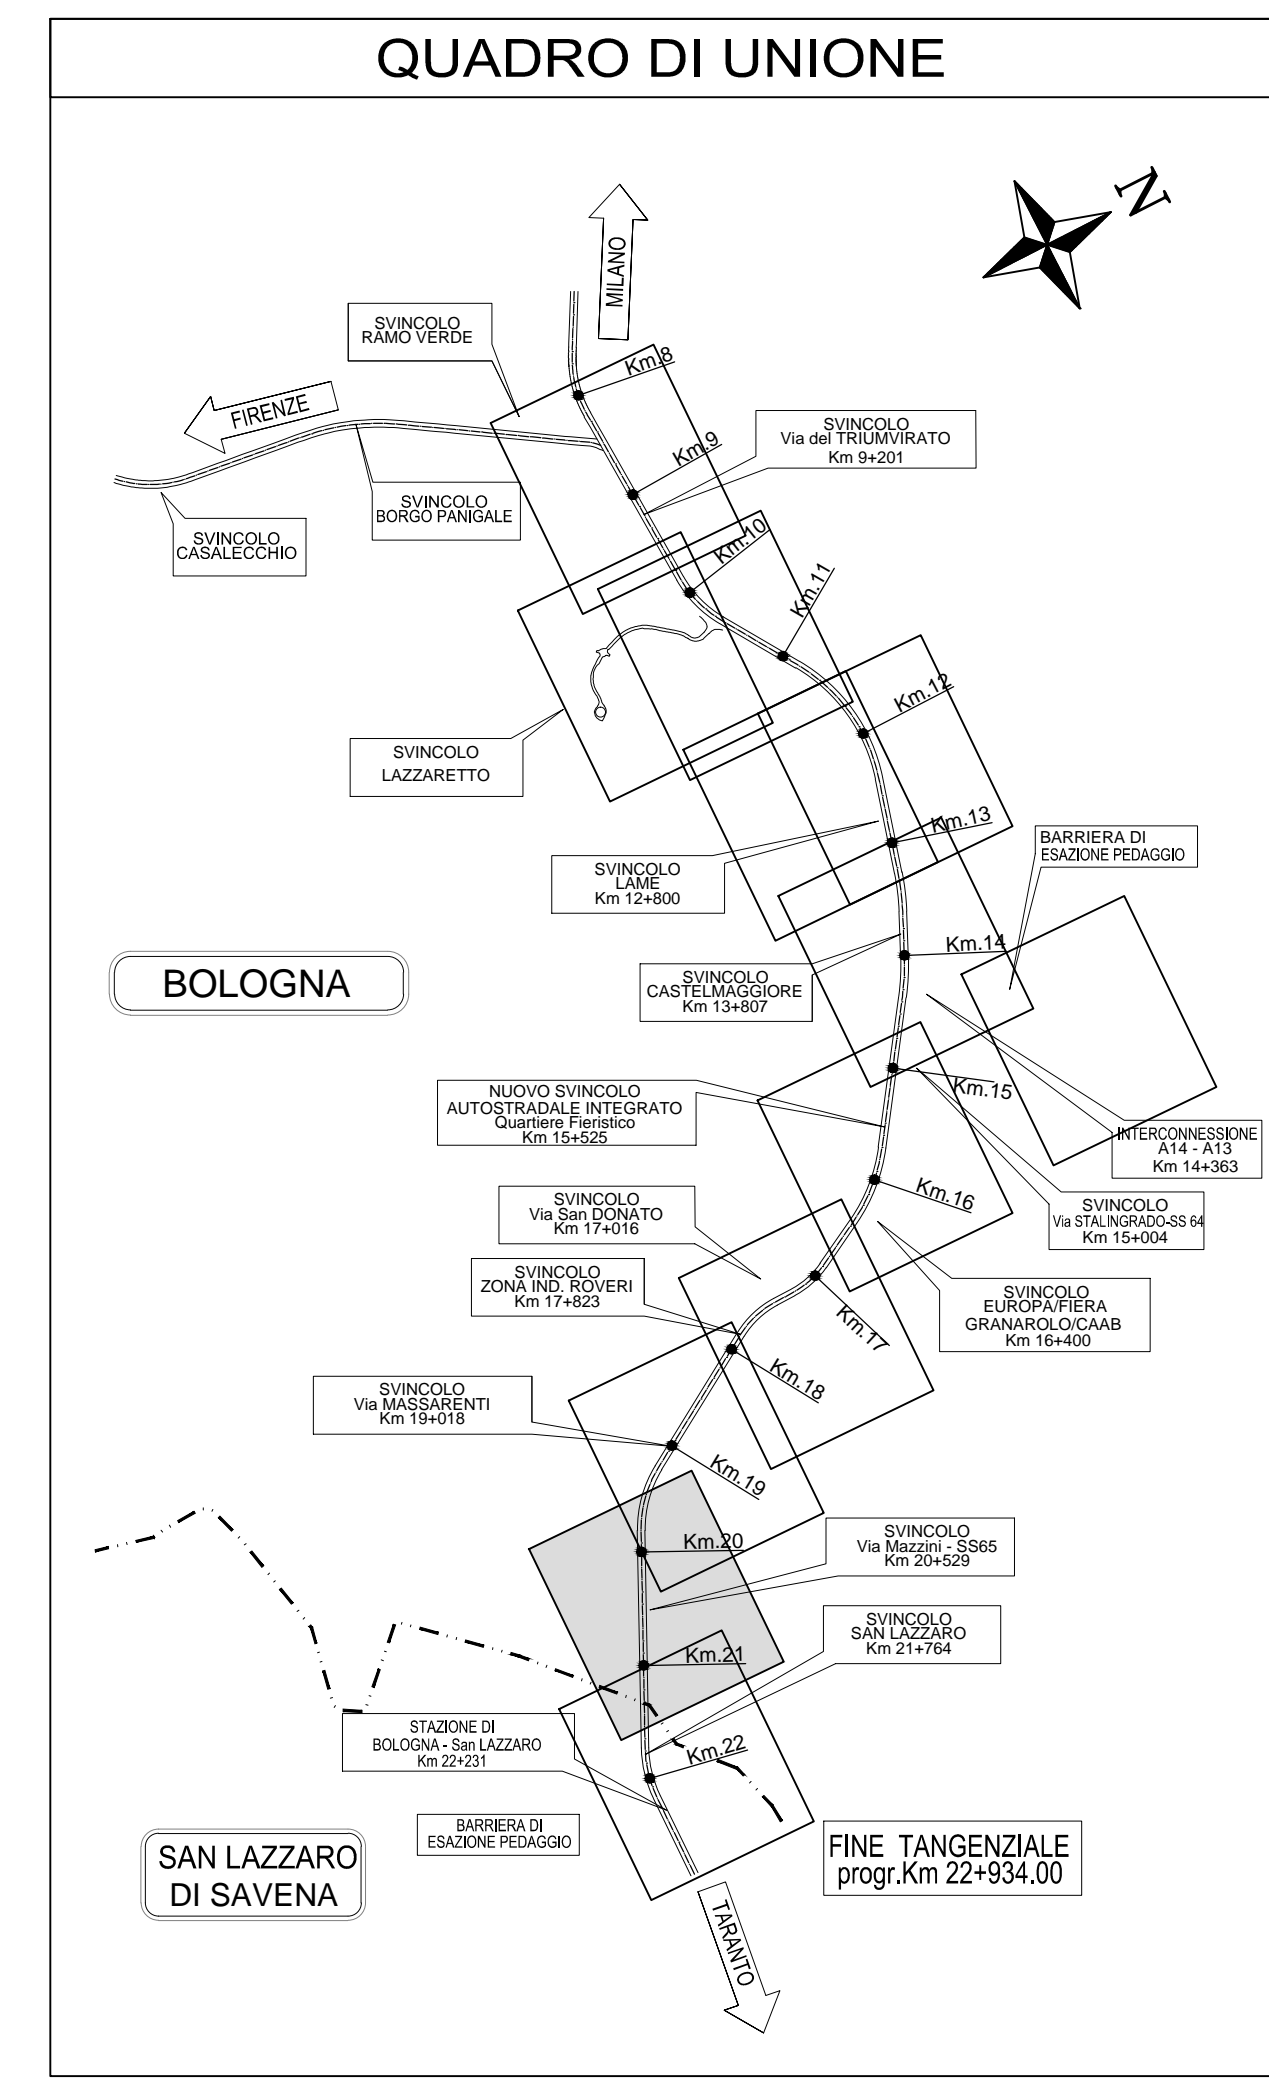 QUADRO DI UNIONE
N
MILANO
SVINCOLO
RAMO VERDE
Km.8
FIRENZE
SVINCOLO
Via del TRIUMVIRATO
Km 9+201
Km.9
SVINCOLO
BORGO PANIGALE
SVINCOLO
CASALECCHIO
Km.10
Km.11
Km.12
SVINCOLO
LAZZARETTO
Km.13
BARRIERA DI
ESAZIONE PEDAGGIO
SVINCOLO
LAME
Km 12+800
Km.14
BOLOGNA
SVINCOLO
CASTELMAGGIORE
Km 13+807
Km.15
NUOVO SVINCOLO
AUTOSTRADALE INTEGRATO
Quartiere Fieristico
Km 15+525
INTERCONNESSIONE
A14 - A13
Km 14+363
Km.16
SVINCOLO
Via San DONATO
Km 17+016
SVINCOLO
Via STALINGRADO-SS 64
Km 15+004
SVINCOLO
ZONA IND. ROVERI
Km 17+823
SVINCOLO
EUROPA/FIERA
GRANAROLO/CAAB
Km 16+400
Km.17
Km.18
SVINCOLO
Via MASSARENTI
Km 19+018
Km.19
Km.20
SVINCOLO
Via Mazzini - SS65
Km 20+529
SVINCOLO
SAN LAZZARO
Km 21+764
Km.21
STAZIONE DI
BOLOGNA - San LAZZARO
Km 22+231
Km.22
BARRIERA DI
ESAZIONE PEDAGGIO
FINE TANGENZIALE
progr.Km 22+934.00
SAN LAZZARO
DI SAVENA
TARANTO